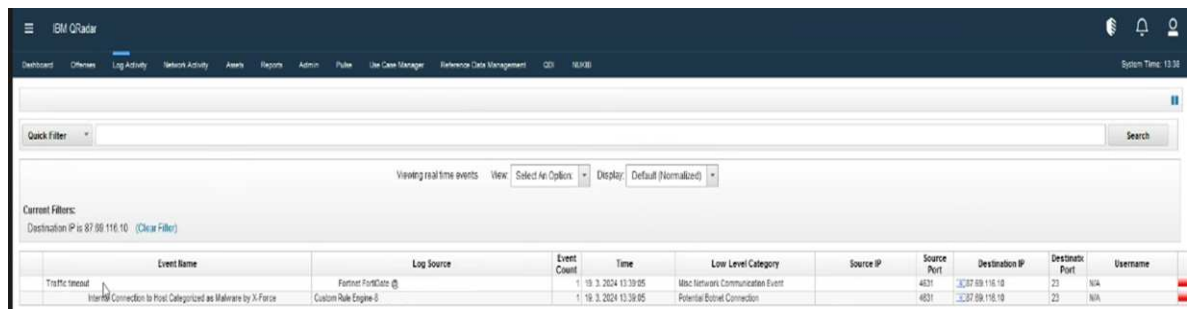 IBM QRadar
Dashboard Offenses Log Activity Network Activity Assets Reports Admin Pulse Use Case Manager Reference Data Management QDI NUKIB System Time: 13:38
Quick Filter Search
Viewing real time events View: Select An Option: Display: Default (Normalized)
Current Filters:
Destination IP is 87.69.116.10 (Clear Filter)
Event Name Log Source Event Count Time Low Level Category Source IP Source Port Destination IP Destinatic Port Username
Traffic timeout Fortinet FortiGate @ 1 19. 3. 2024 13:39:05 Misc Network Communication Event 4631 87.69.116.10 23 N/A
Internal Connection to Host Categorized as Malware by X-Force Custom Rule Engine-8 1 19. 3. 2024 13:39:05 Potential Botnet Connection 4631 87.69.116.10 23 N/A